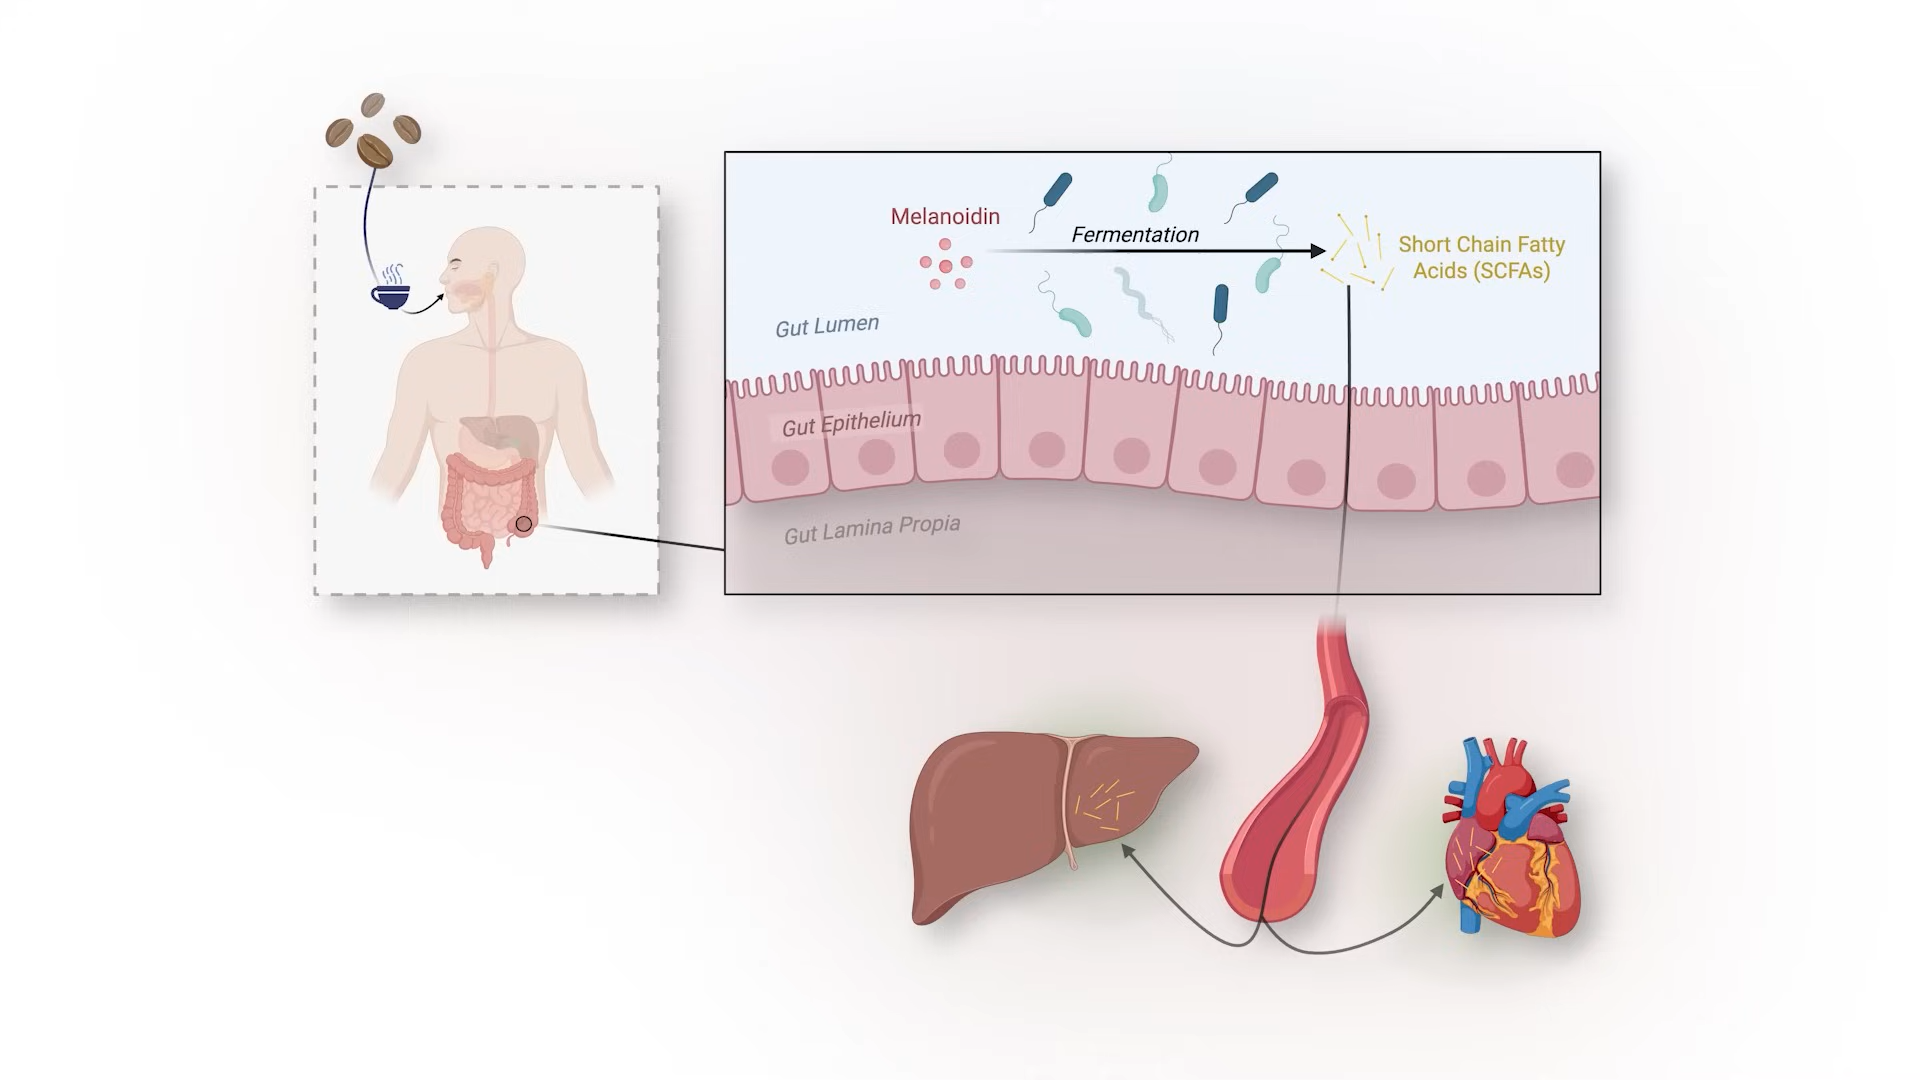 Melanoidin
Fermentation
Short Chain Fatty
Acids (SCFAs)
Gut Lumen
Gut Epithelium
Gut Lamina Propia